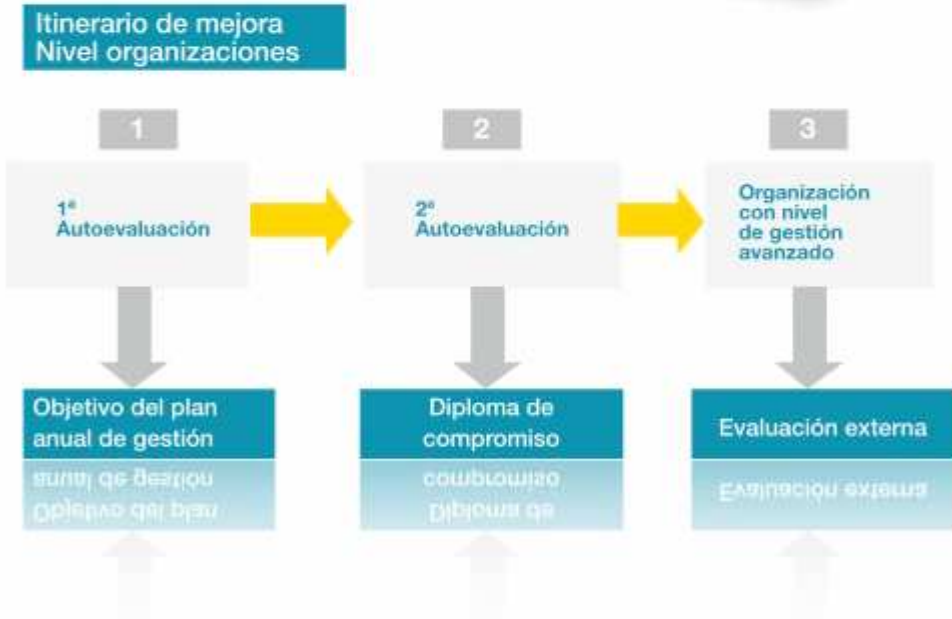 Itinerario de mejora
Nivel organizaciones
1
2
3
1ª
Autoevaluación
2ª
Autoevaluación
Organización
con nivel
de gestión
avanzado
Objetivo del plan
anual de gestión
Diploma de
compromiso
Evaluación externa